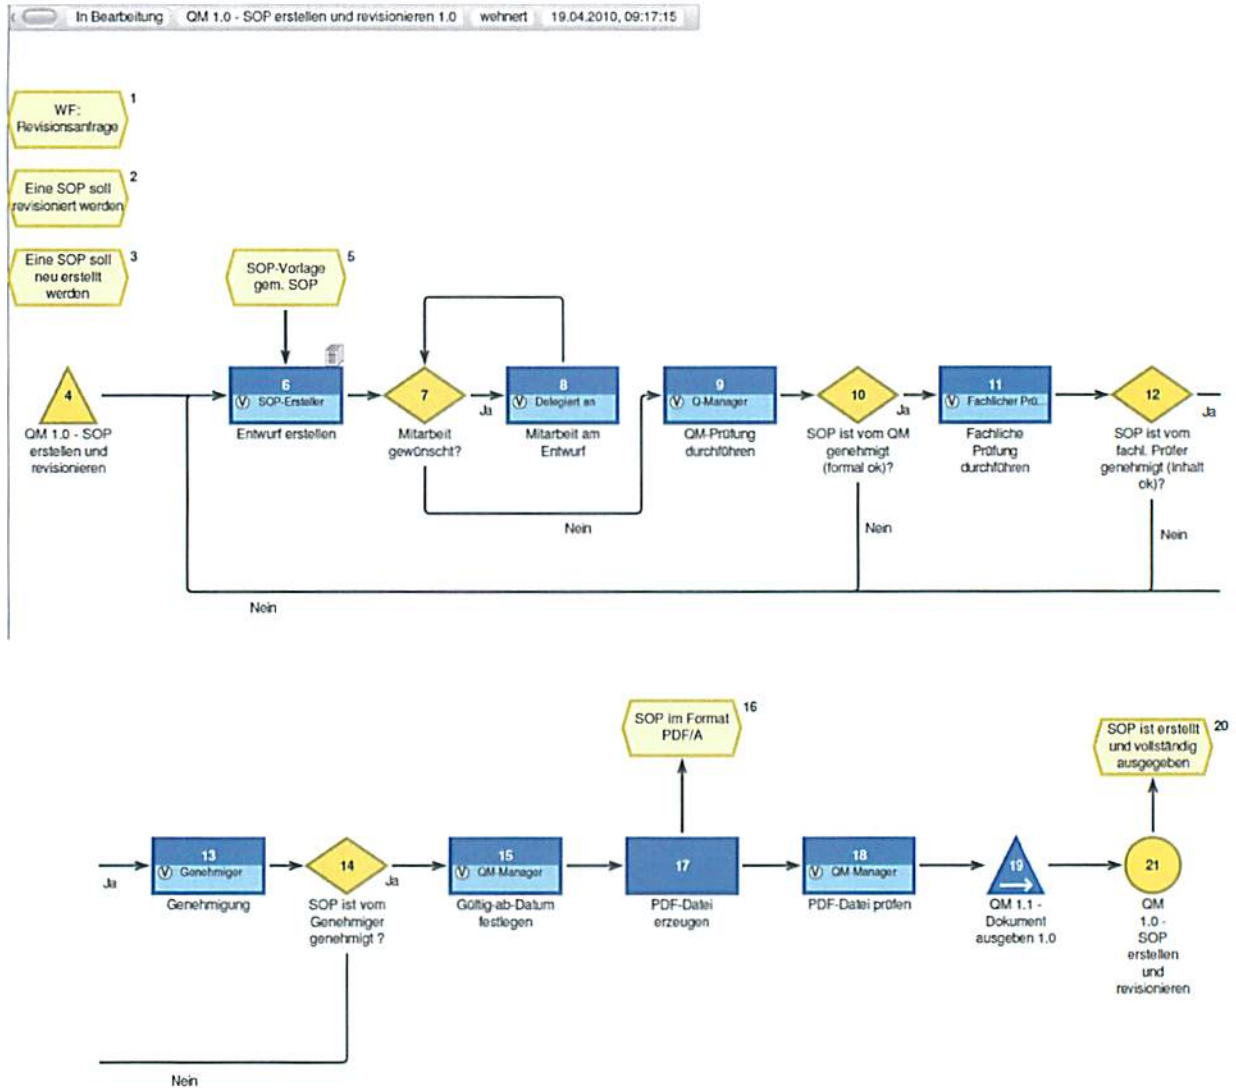 In Bearbeitung QM 1.0 - SOP erstellen und revisionieren 1.0 wehnert 19.04.2010, 09:17:15
1
WF:
Revisionsanfrage
2
Eine SOP soll
revisioniert werden
3
Eine SOP soll
neu erstellt
werden
5
SOP-Vorlage
gem. SOP
4
QM 1.0 - SOP
erstellen und
revisionieren
6
V SOP-Ersteller
Entwurf erstellen
7
Ja
Mitarbeit
gewünscht?
8
V Delegiert an
Mitarbeit am
Entwurf
9
V Q-Manager
QM-Prüfung
durchführen
10
Ja
SOP ist vom QM
genehmigt
(formal ok)?
11
V Fachlicher Prü...
Fachliche
Prüfung
durchführen
12
Ja
SOP ist vom
fachl. Prüfer
genehmigt (Inhalt
ok)?
Nein
Nein
Nein
Nein
16
SOP im Format
PDF/A
20
SOP ist erstellt
und vollständig
ausgegeben
Ja
13
V Genehmiger
Genehmigung
14
Ja
SOP ist vom
Genehmiger
genehmigt ?
15
V QM-Manager
Gültig-ab-Datum
festlegen
17
PDF-Datei
erzeugen
18
V QM-Manager
PDF-Datei prüfen
19
QM 1.1 -
Dokument
ausgeben 1.0
21
QM
1.0 -
SOP
erstellen
und
revisionieren
Nein